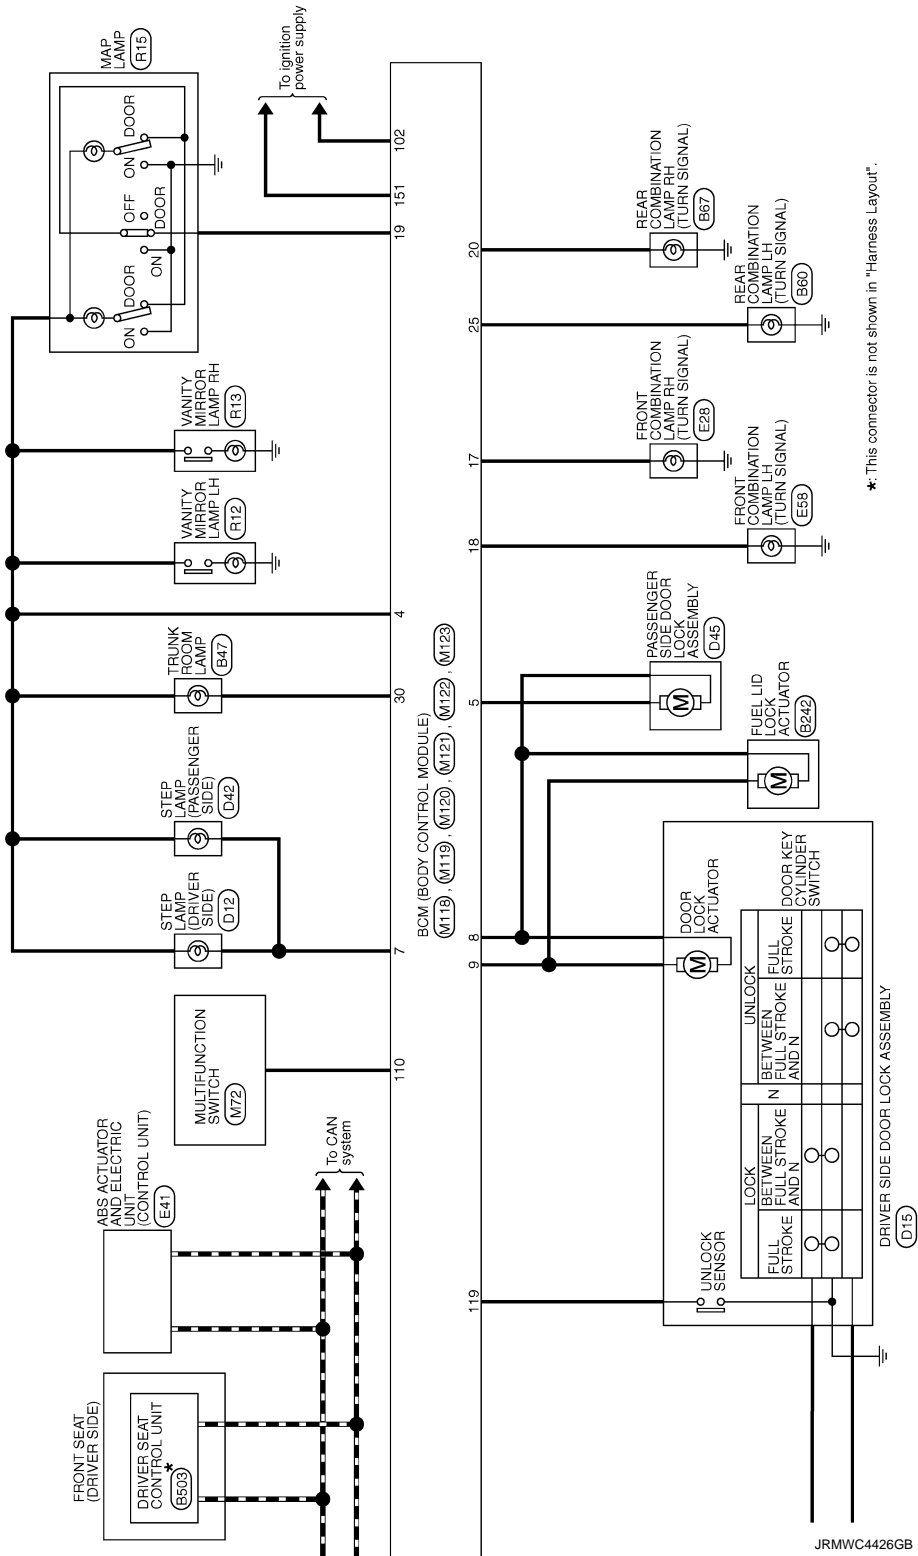 MAP
LAMP
R15
ON
DOOR
ON
DOOR
OFF
ON
DOOR
To ignition
power supply
102
151
19
VANITY
MIRROR
LAMP RH
R13
VANITY
MIRROR
LAMP LH
R12
4
TRUNK
ROOM
LAMP
B47
30
STEP
LAMP
(PASSENGER
SIDE)
D42
STEP
LAMP
(DRIVER
SIDE)
D12
7
MULTIFUNCTION
SWITCH
M72
110
ABS ACTUATOR
AND ELECTRIC
UNIT
(CONTROL UNIT)
E41
To CAN
system
FRONT SEAT
(DRIVER SIDE)
DRIVER SEAT
CONTROL UNIT
*
B503
BCM (BODY CONTROL MODULE)
M118 , M119 , M120 , M121 , M122 , M123
20
REAR
COMBINATION
LAMP RH
(TURN SIGNAL)
B67
25
REAR
COMBINATION
LAMP LH
(TURN SIGNAL)
B60
17
FRONT
COMBINATION
LAMP RH
(TURN SIGNAL)
E28
18
FRONT
COMBINATION
LAMP LH
(TURN SIGNAL)
E58
5
PASSENGER
SIDE DOOR
LOCK
ASSEMBLY
D45
M
FUEL LID
LOCK
ACTUATOR
B242
M
8
9
DOOR
LOCK
ACTUATOR
M
DOOR KEY
CYLINDER
SWITCH
LOCK
N
UNLOCK
FULL
STROKE
BETWEEN
FULL STROKE
AND N
BETWEEN
FULL STROKE
AND N
FULL
STROKE
119
UNLOCK
SENSOR
DRIVER SIDE DOOR LOCK ASSEMBLY
D15
*: This connector is not shown in "Harness Layout".
JRMWC4426GB